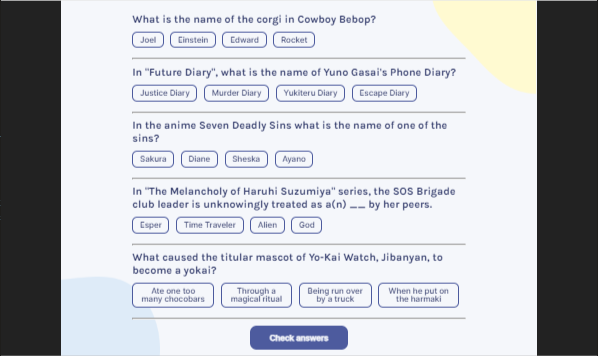 What is the name of the corgi in Cowboy Bebop?
Joel Einstein Edward Rocket
In "Future Diary", what is the name of Yuno Gasai's Phone Diary?
Justice Diary Murder Diary Yukiteru Diary Escape Diary
In the anime Seven Deadly Sins what is the name of one of the
sins?
Sakura Diane Sheska Ayano
In "The Melancholy of Haruhi Suzumiya" series, the SOS Brigade
club leader is unknowingly treated as a(n) __ by her peers.
Esper Time Traveler Alien God
What caused the titular mascot of Yo-Kai Watch, Jibanyan, to
become a yokai?
Ate one too
many chocobars
Through a
magical ritual
Being run over
by a truck
When he put on
the harmaki
Check answers